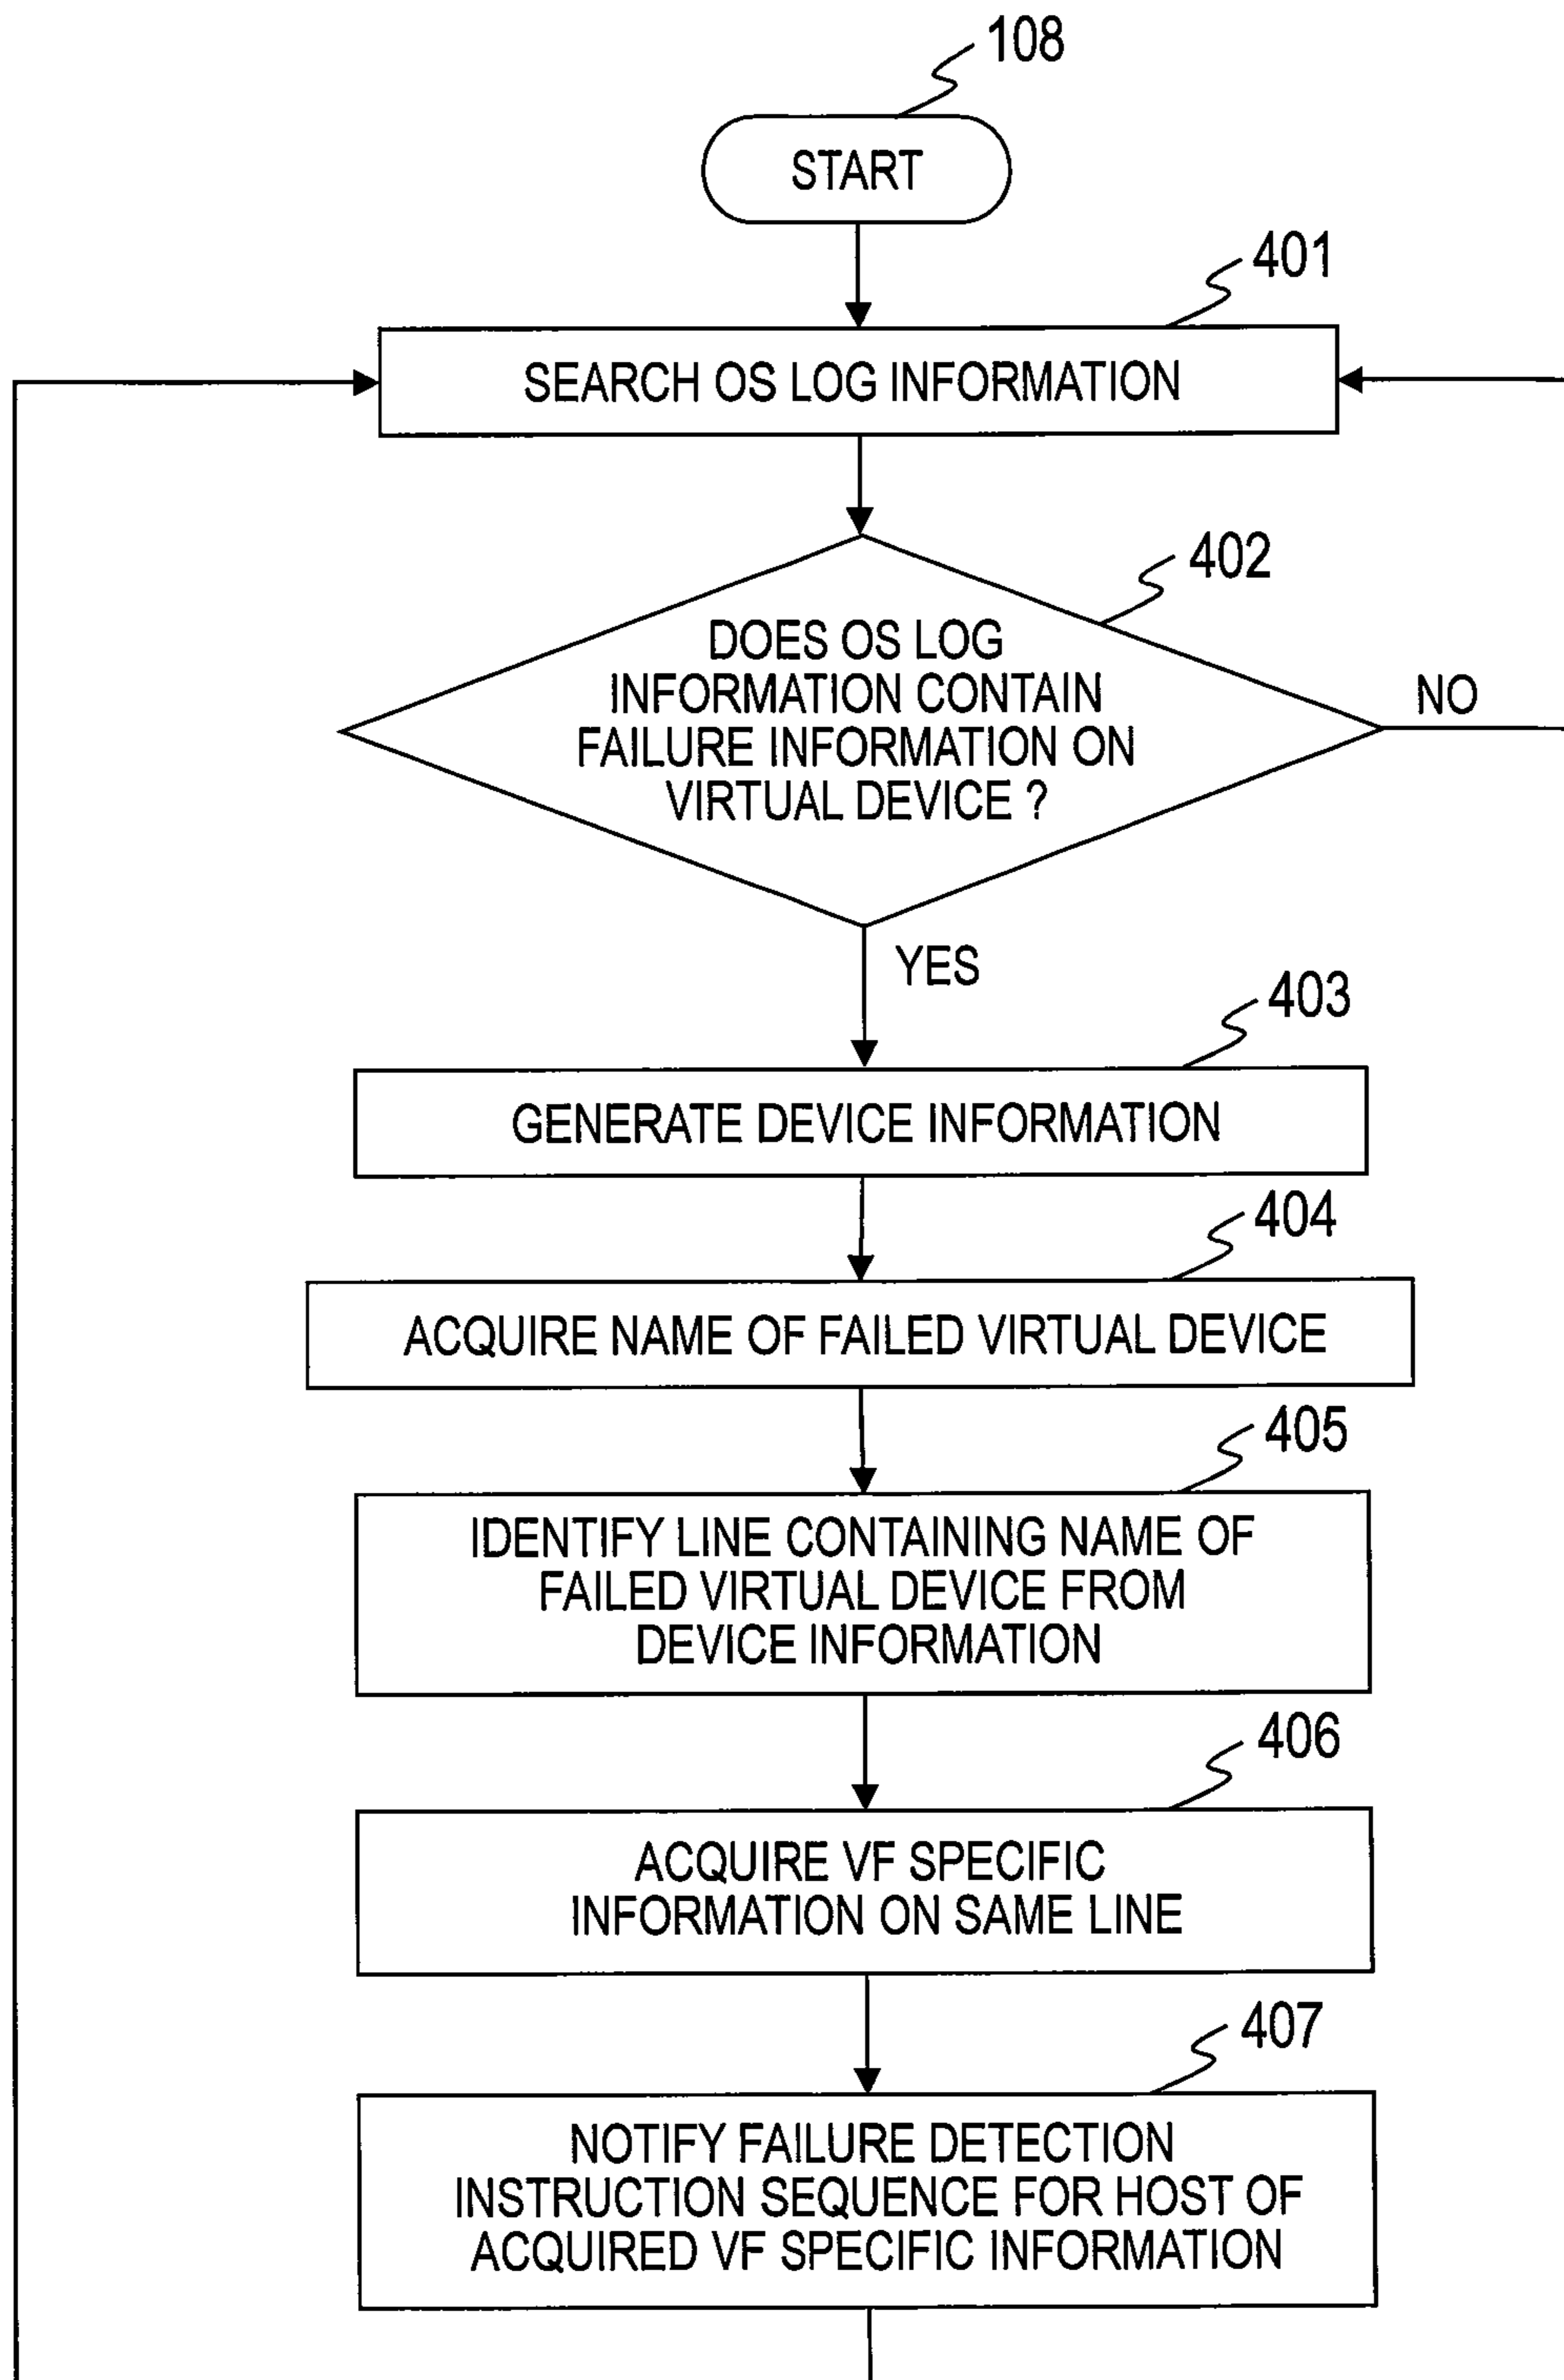 108
START
401
SEARCH OS LOG INFORMATION
402
DOES OS LOG
INFORMATION CONTAIN
FAILURE INFORMATION ON
VIRTUAL DEVICE ?
NO
YES
403
GENERATE DEVICE INFORMATION
404
ACQUIRE NAME OF FAILED VIRTUAL DEVICE
405
IDENTIFY LINE CONTAINING NAME OF
FAILED VIRTUAL DEVICE FROM
DEVICE INFORMATION
406
ACQUIRE VF SPECIFIC
INFORMATION ON SAME LINE
407
NOTIFY FAILURE DETECTION
INSTRUCTION SEQUENCE FOR HOST OF
ACQUIRED VF SPECIFIC INFORMATION